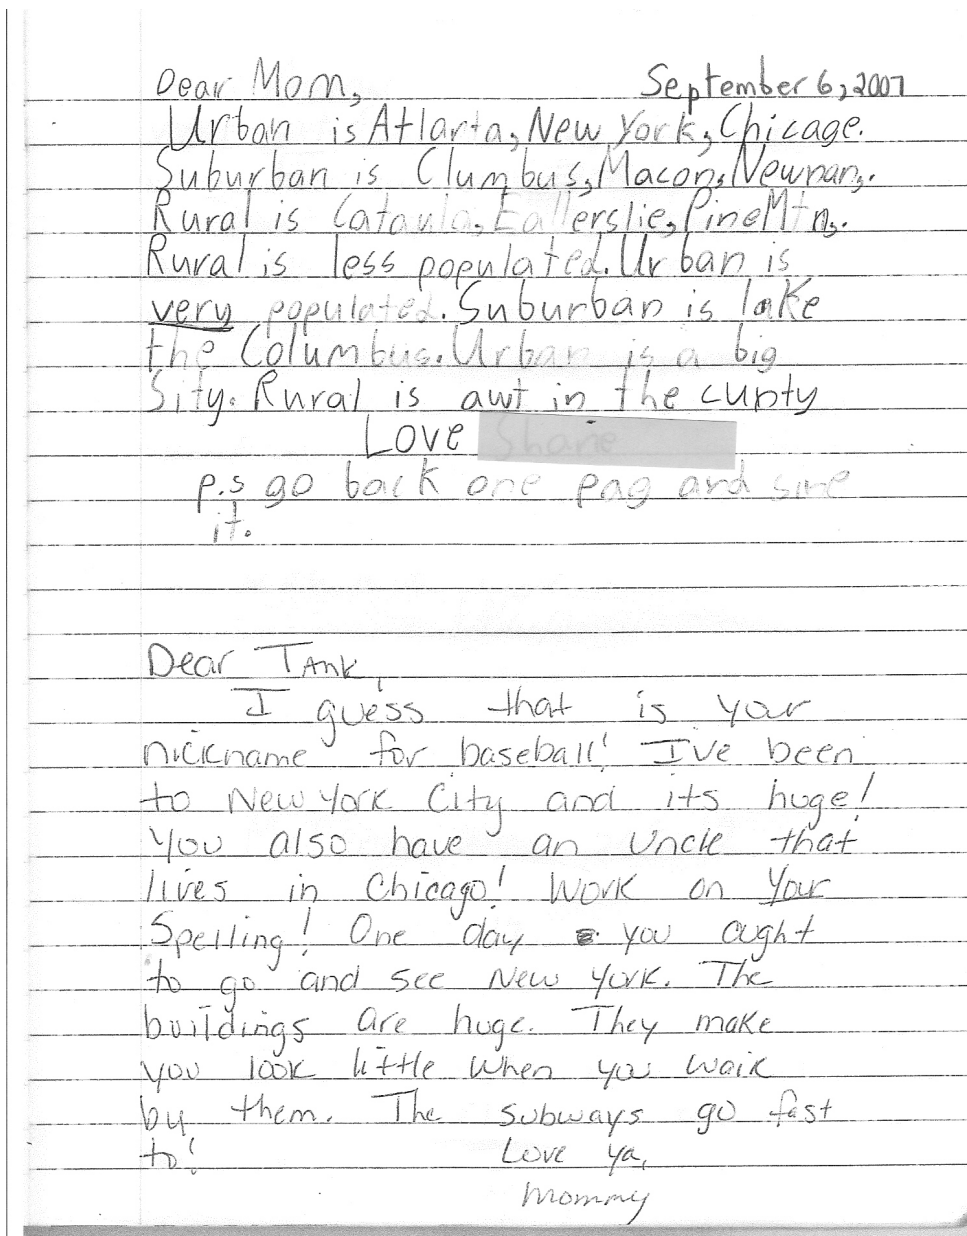 Dear Mom, September 6, 2007
Urban is Atlarta, New York, Chicage.
Suburban is Clumbus, Macon, Newnan,.
Rural is Cataula, Eallerslie, Pine Mtn,.
Rural is less populated. Urban is
very populated. Suburban is lake
the Columbus. Urban is a big
Sity. Rural is awt in the cunty
Love Shane
p.s go back one pag and sine
it.
Dear Tank,
I guess that is your
nickname for baseball! I've been
to New York City and its huge!
You also have an Uncle that
lives in Chicago! Work on Your
Spelling! One day you ought
to go and see New York. The
buildings are huge. They make
you look little when you walk
by them. The subways go fast
to!
Love ya,
Mommy